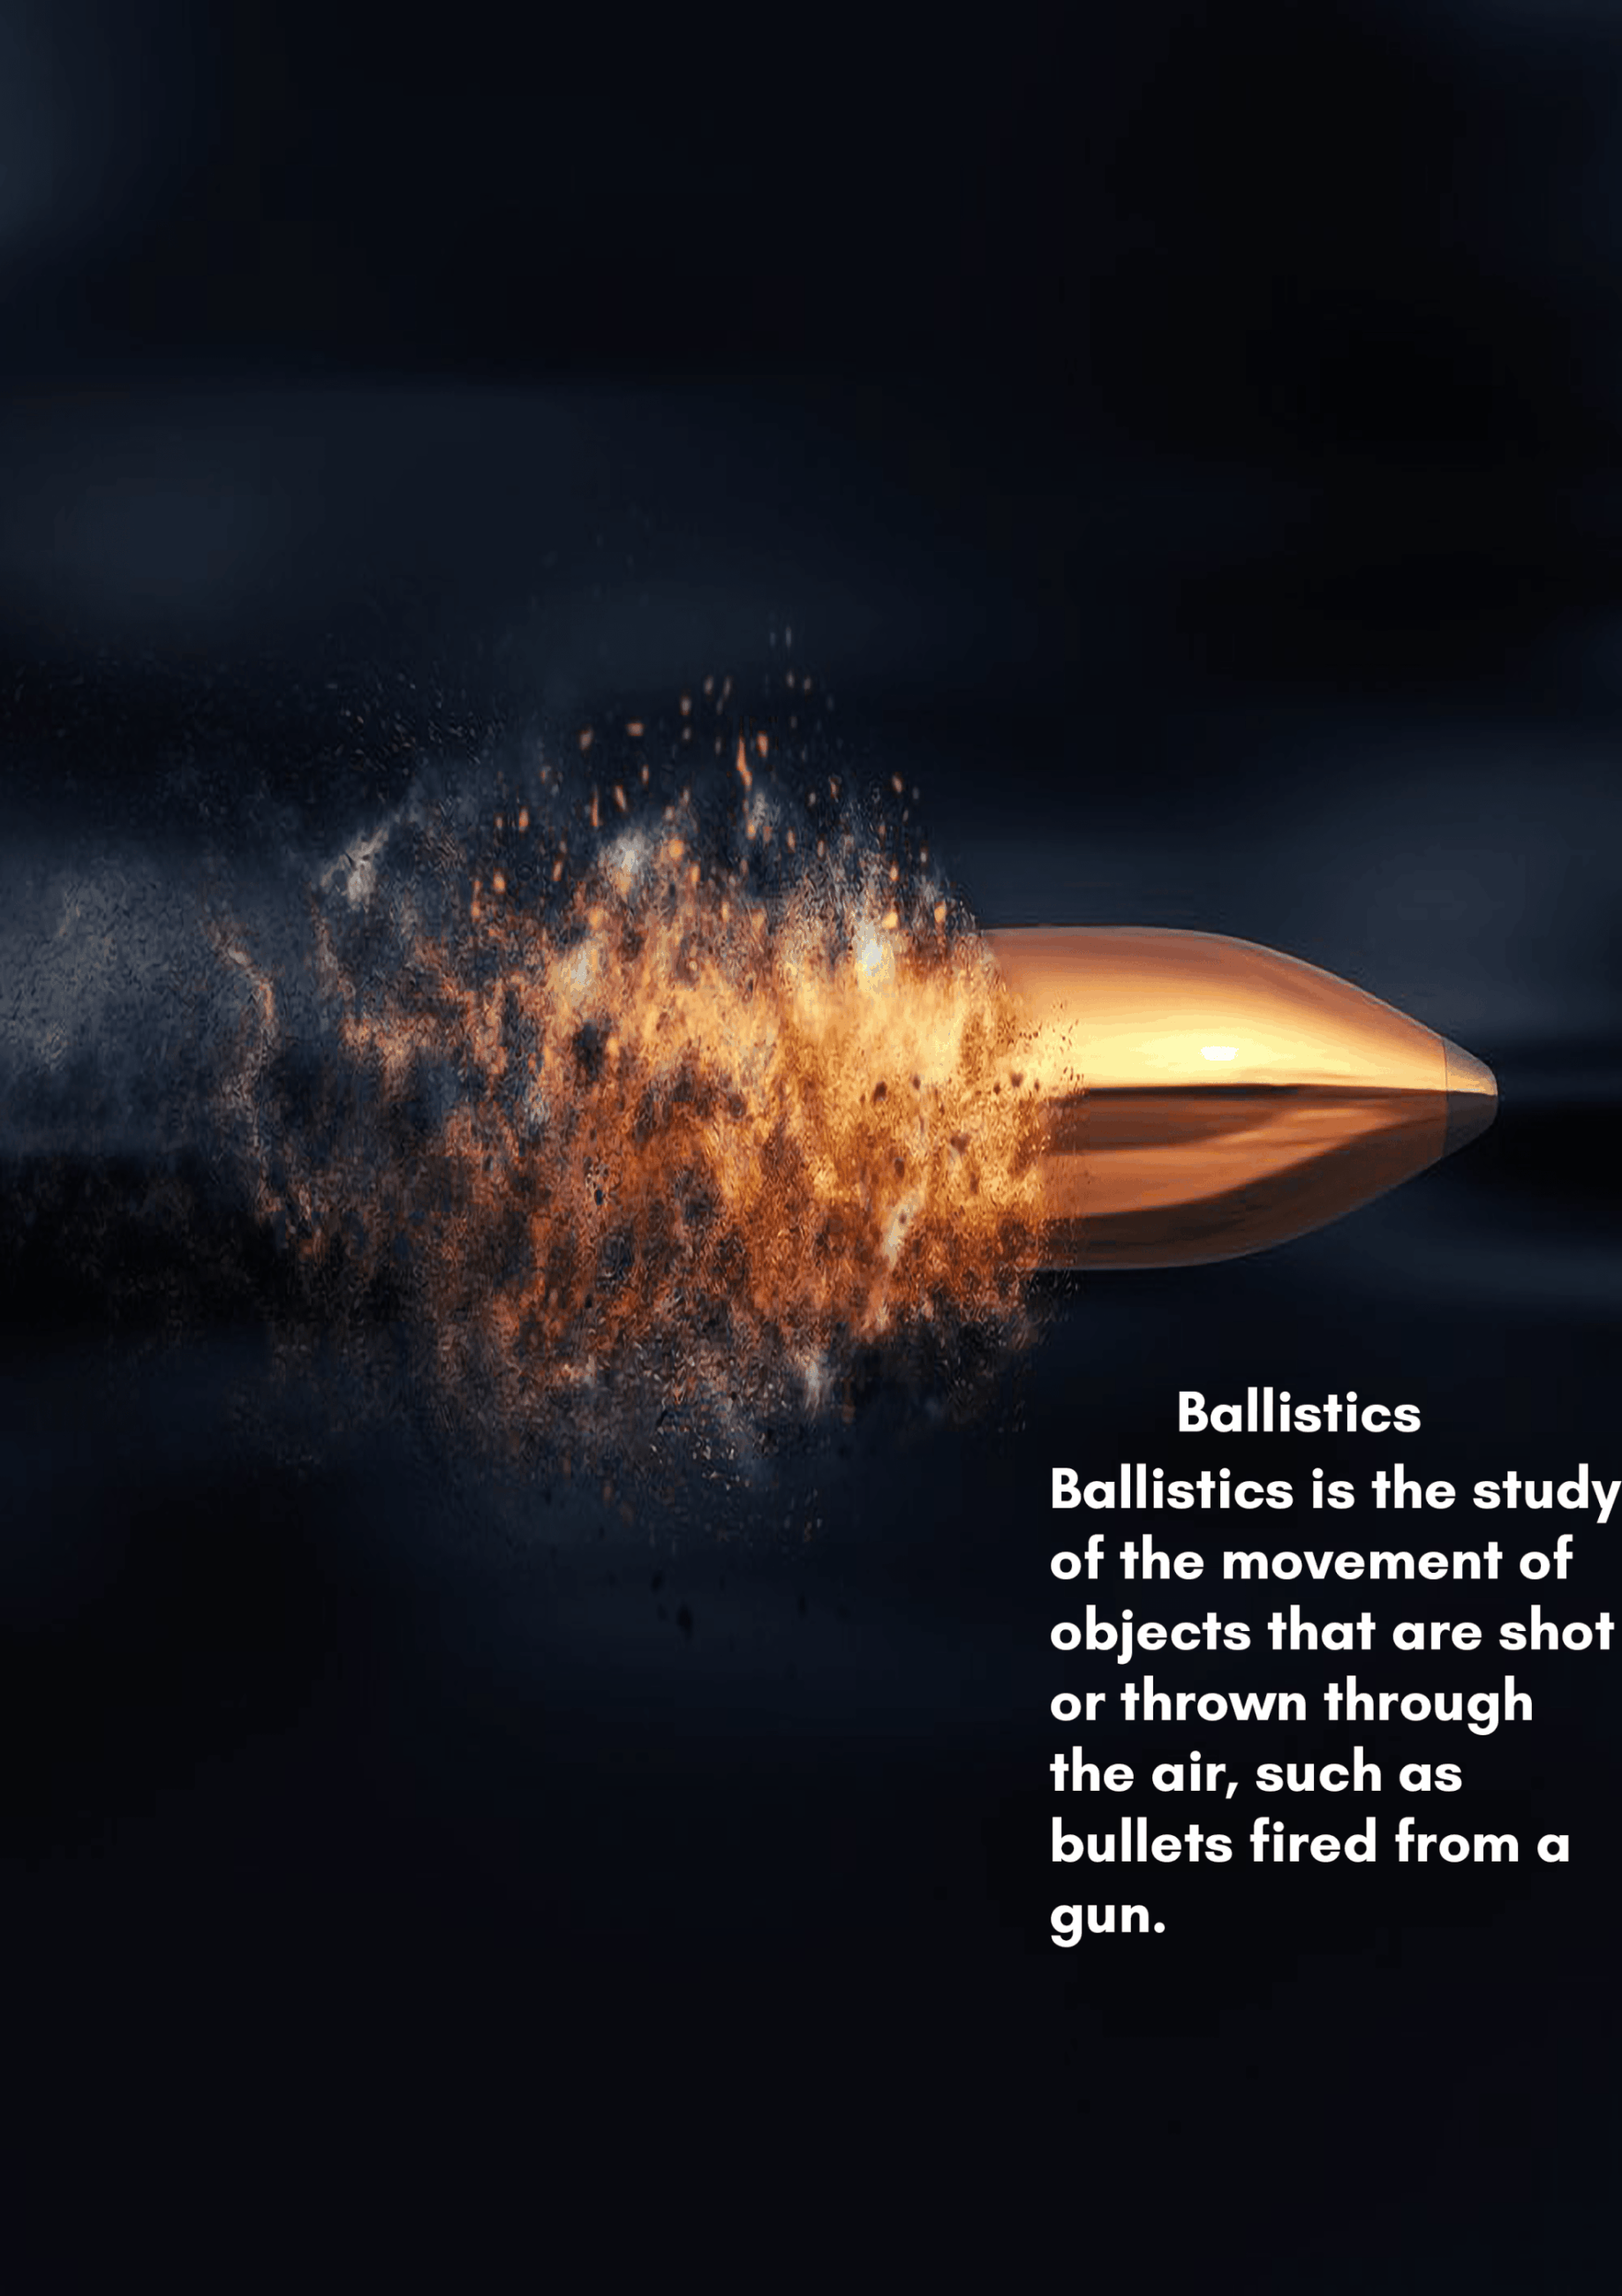 Ballistics
Ballistics is the study
of the movement of
objects that are shot
or thrown through
the air, such as
bullets fired from a
gun.